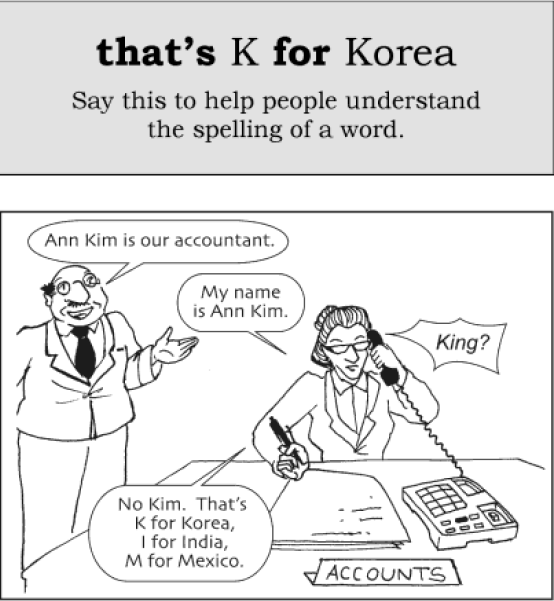 that's K for Korea
Say this to help people understand
the spelling of a word.
Ann Kim is our accountant.
My name
is Ann Kim.
King?
No Kim. That's
K for Korea,
I for India,
M for Mexico.
ACCOUNTS